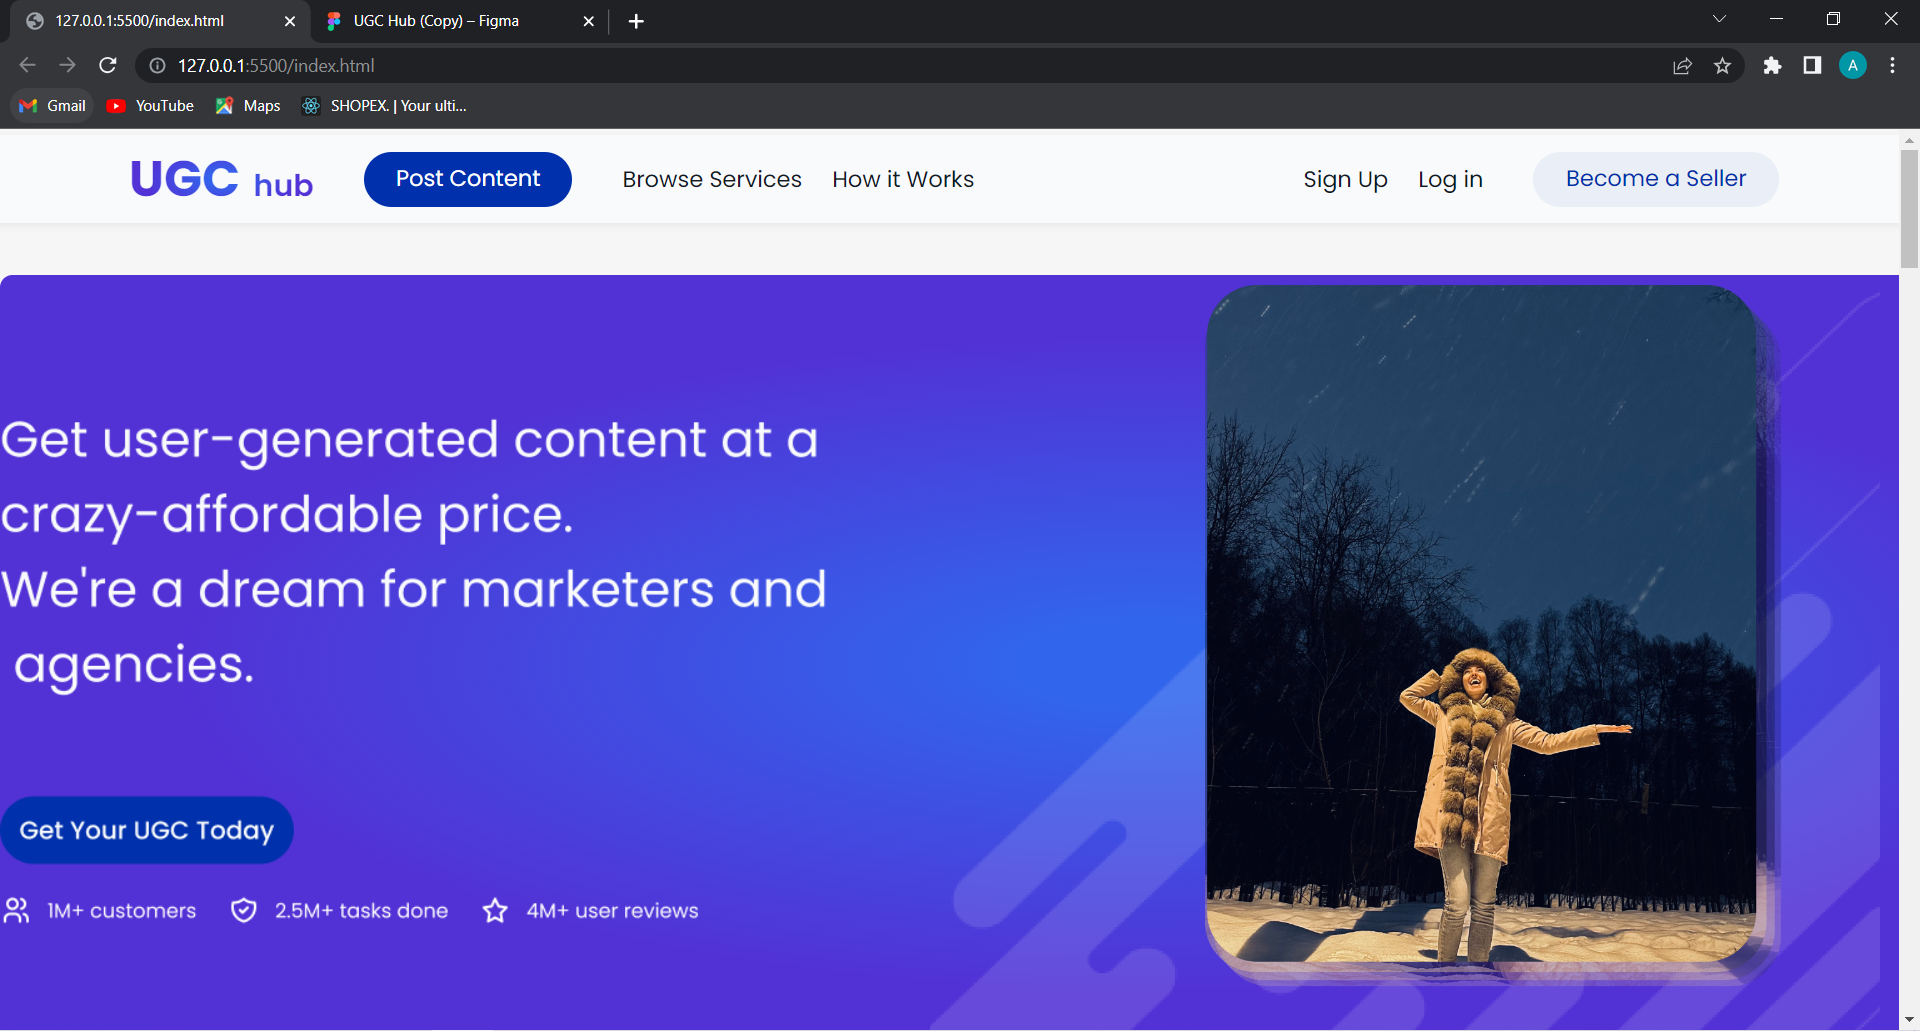 127.0.0.1:5500/index.html
UGC Hub (Copy) – Figma
127.0.0.1:5500/index.html
A
Gmail
YouTube
Maps
SHOPEX. | Your ulti...
UGC hub
Post Content
Browse Services
How it Works
Sign Up
Log in
Become a Seller
Get user-generated content at a
crazy-affordable price.
We're a dream for marketers and
agencies.
Get Your UGC Today
1M+ customers
2.5M+ tasks done
4M+ user reviews